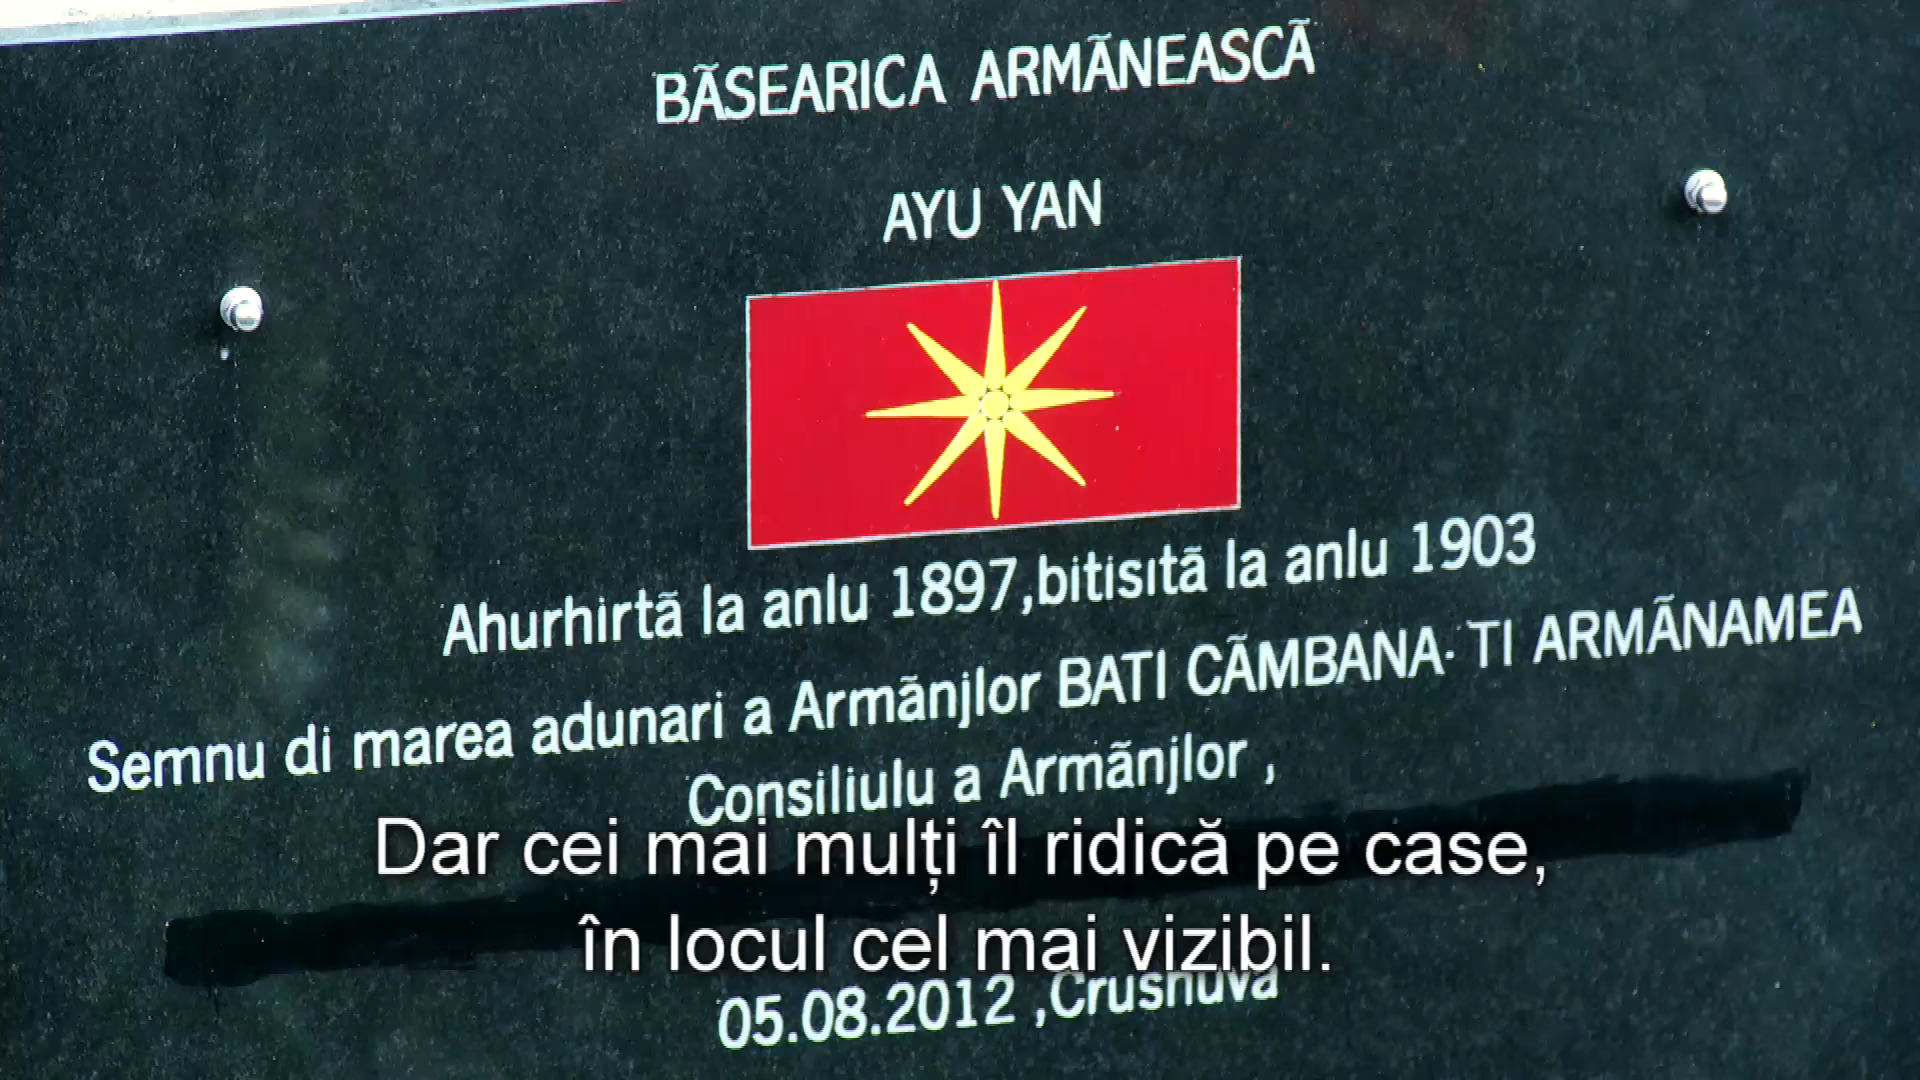 BÃSEARICA ARMÃNEASCÃ
AYU YAN
Ahurhirtã la anlu 1897,bitisitã la anlu 1903
Semnu di marea adunari a Armãnjlor BATI CÃMBANA TI ARMÃNAMEA
Consiliulu a Armãnjlor ,
Dar cei mai mulți îl ridică pe case,
în locul cel mai vizibil.
05.08.2012 ,Crushuva